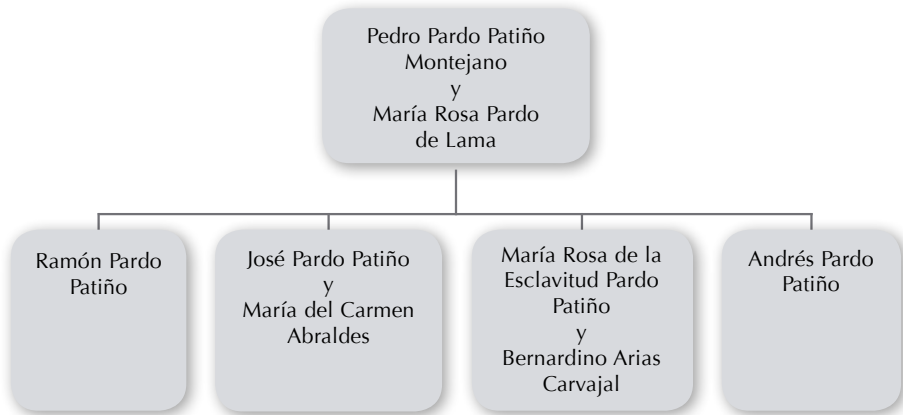 Pedro Pardo Patiño
Montejano
y
María Rosa Pardo
de Lama
Ramón Pardo
Patiño
José Pardo Patiño
y
María del Carmen
Abraldes
María Rosa de la
Esclavitud Pardo
Patiño
y
Bernardino Arias
Carvajal
Andrés Pardo
Patiño